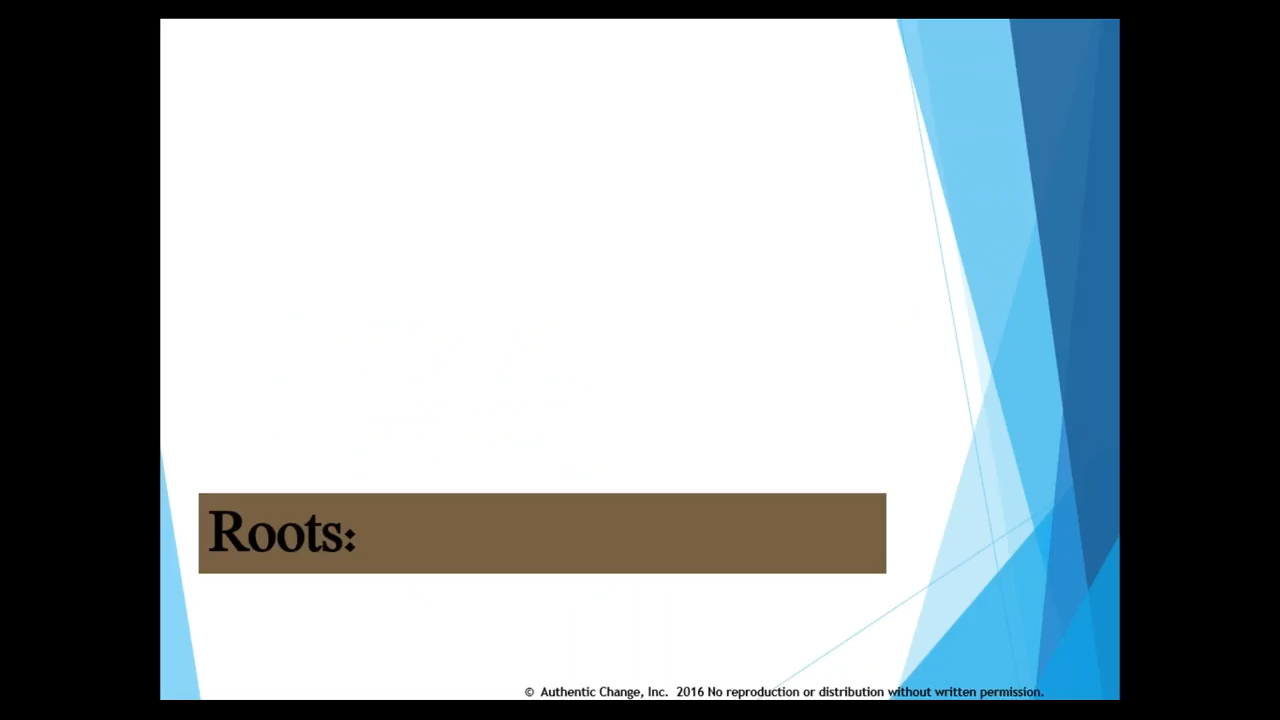 Roots:
© Authentic Change, Inc. 2016 No reproduction or distribution without written permission.